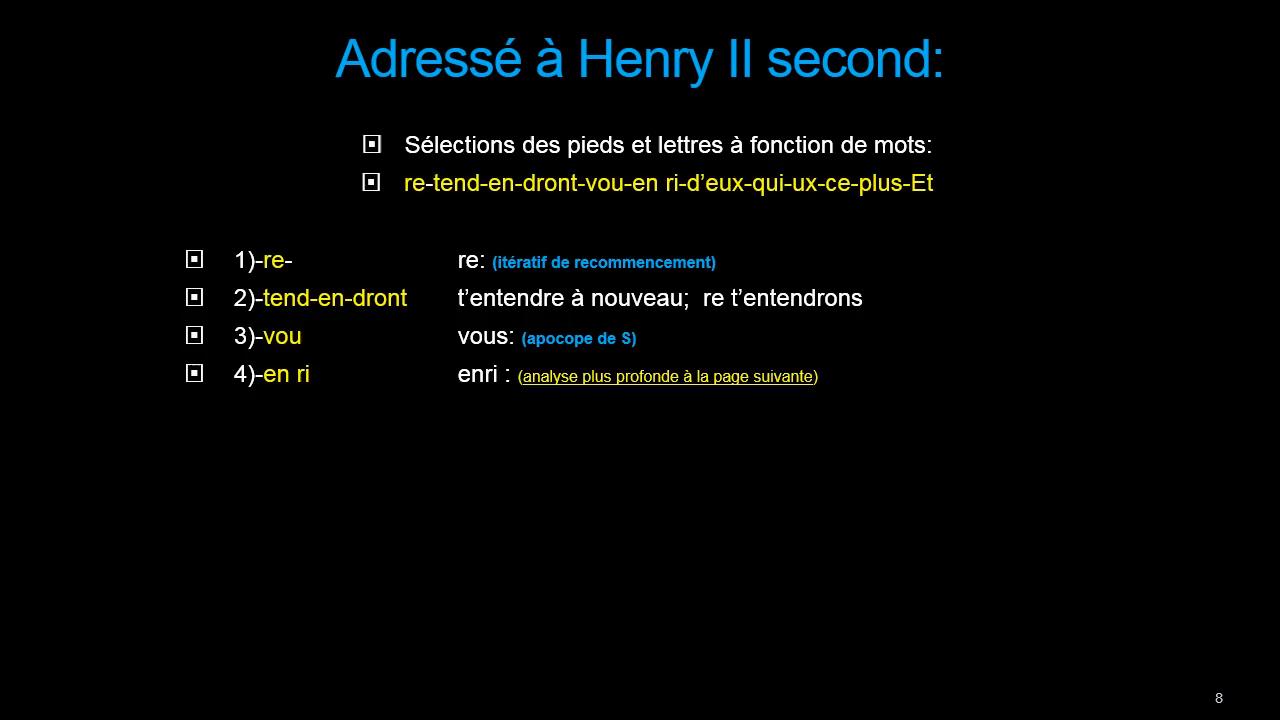 Adressé à Henry II second:
Sélections des pieds et lettres à fonction de mots:
re-tend-en-dront-vou-en ri-d’eux-qui-ux-ce-plus-Et
1)-re- re: (itératif de recommencement)
2)-tend-en-dront t’entendre à nouveau; re t’entendrons
3)-vou vous: (apocope de S)
4)-en ri enri : (analyse plus profonde à la page suivante)
8